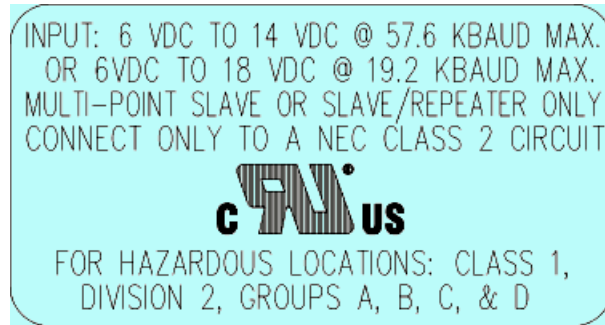 INPUT: 6 VDC TO 14 VDC @ 57.6 KBAUD MAX.
OR 6VDC TO 18 VDC @ 19.2 KBAUD MAX.
MULTI-POINT SLAVE OR SLAVE/REPEATER ONLY
CONNECT ONLY TO A NEC CLASS 2 CIRCUIT
c RU® US
FOR HAZARDOUS LOCATIONS: CLASS 1,
DIVISION 2, GROUPS A, B, C, & D